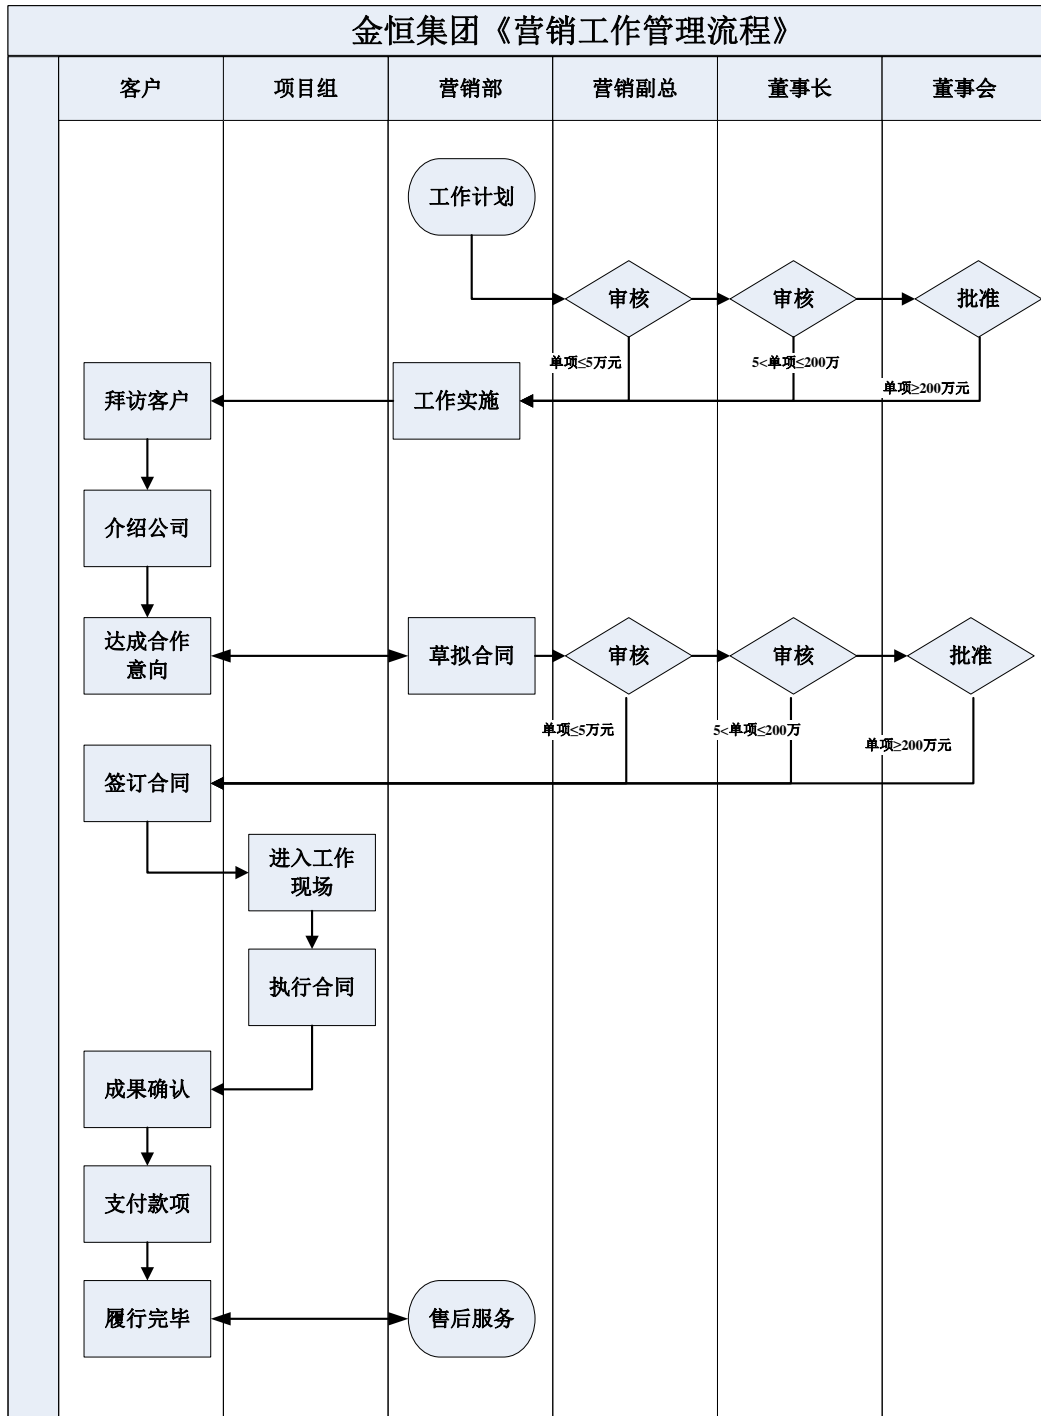 金恒集团《营销工作管理流程》
客户 项目组 营销部 营销副总 董事长 董事会
工作计划
审核 审核 批准
单项≤5万元 5<单项≤200万 单项≥200万元
拜访客户 工作实施
介绍公司
达成合作
意向
草拟合同 审核 审核 批准
单项≤5万元 5<单项≤200万 单项≥200万元
签订合同
进入工作
现场
执行合同
成果确认
支付款项
履行完毕 售后服务